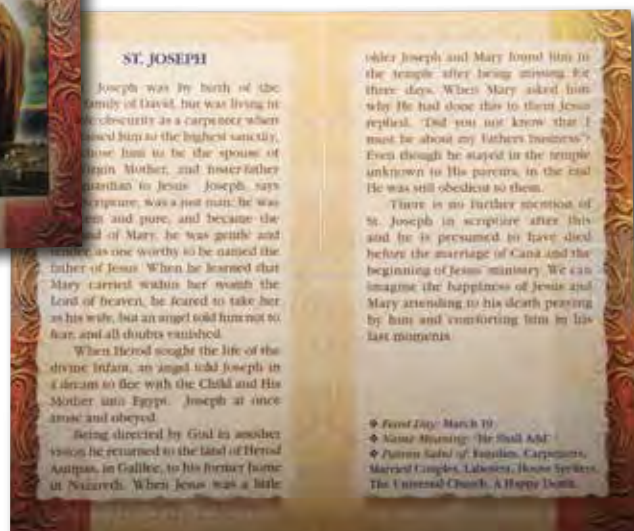 ST. JOSEPH
Joseph was by birth of the
family of David, but was living in
obscurity as a carpenter when
raised him to the highest sanctity,
chose him to be the spouse of
Virgin Mother, and foster-father
guardian to Jesus. Joseph, says
Scripture, was a just man; he was
and pure, and became the
of Mary, he was gentle and
tender as one worthy to be named the
father of Jesus. When he learned that
Mary carried within her womb the
Lord of heaven, he feared to take her
as his wife, but an angel told him not to
fear, and all doubts vanished.
When Herod sought the life of the
divine Infant, an angel told Joseph in
a dream to flee with the Child and His
Mother into Egypt. Joseph at once
arose and obeyed.
Being directed by God in another
vision he returned to the land of Herod
Antipas, in Galilee, to his former home
in Nazareth. When Jesus was a little
older Joseph and Mary found him in
the temple after being missing for
three days. When Mary asked him
why He had done this to them Jesus
replied, "Did you not know that I
must be about my Fathers business"?
Even though he stayed in the temple
unknown to His parents, in the end
He was still obedient to them.
There is no further mention of
St. Joseph in scripture after this
and he is presumed to have died
before the marriage of Cana and the
beginning of Jesus' ministry. We can
imagine the happiness of Jesus and
Mary attending to his death praying
by him and comforting him in his
last moments.
❖ Feast Day: March 19
❖ Name Meaning: "He Shall Add"
❖ Patron Saint of: Families, Carpenters,
Married Couples, Laborers, House Seekers,
The Universal Church, A Happy Death.